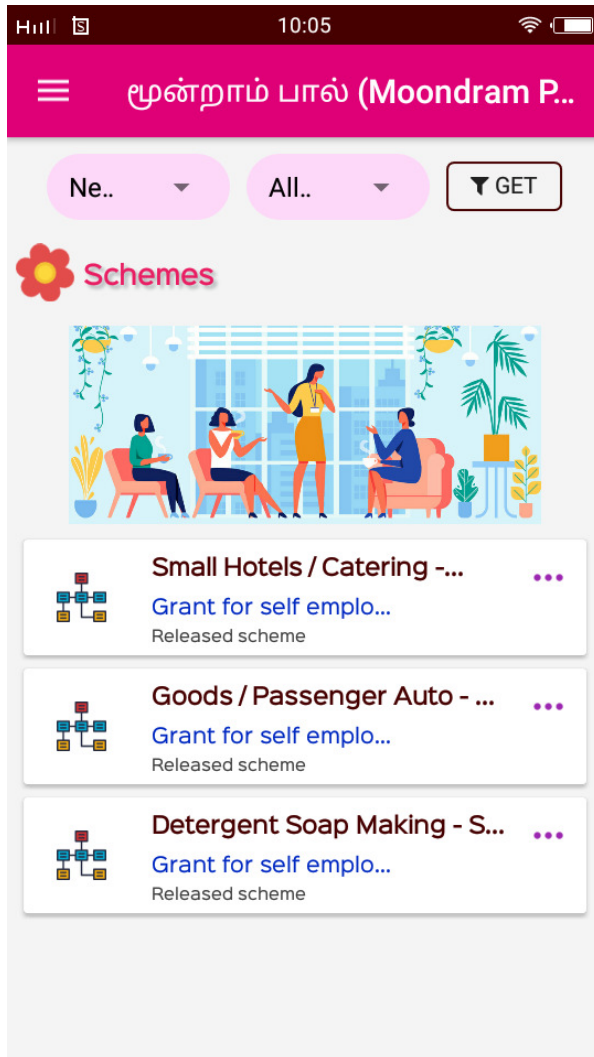 10:05
மூன்றாம் பால் (Moondram P...
Ne.. All.. GET
Schemes
Small Hotels / Catering -...
Grant for self emplo...
Released scheme
Goods / Passenger Auto - ...
Grant for self emplo...
Released scheme
Detergent Soap Making - S...
Grant for self emplo...
Released scheme